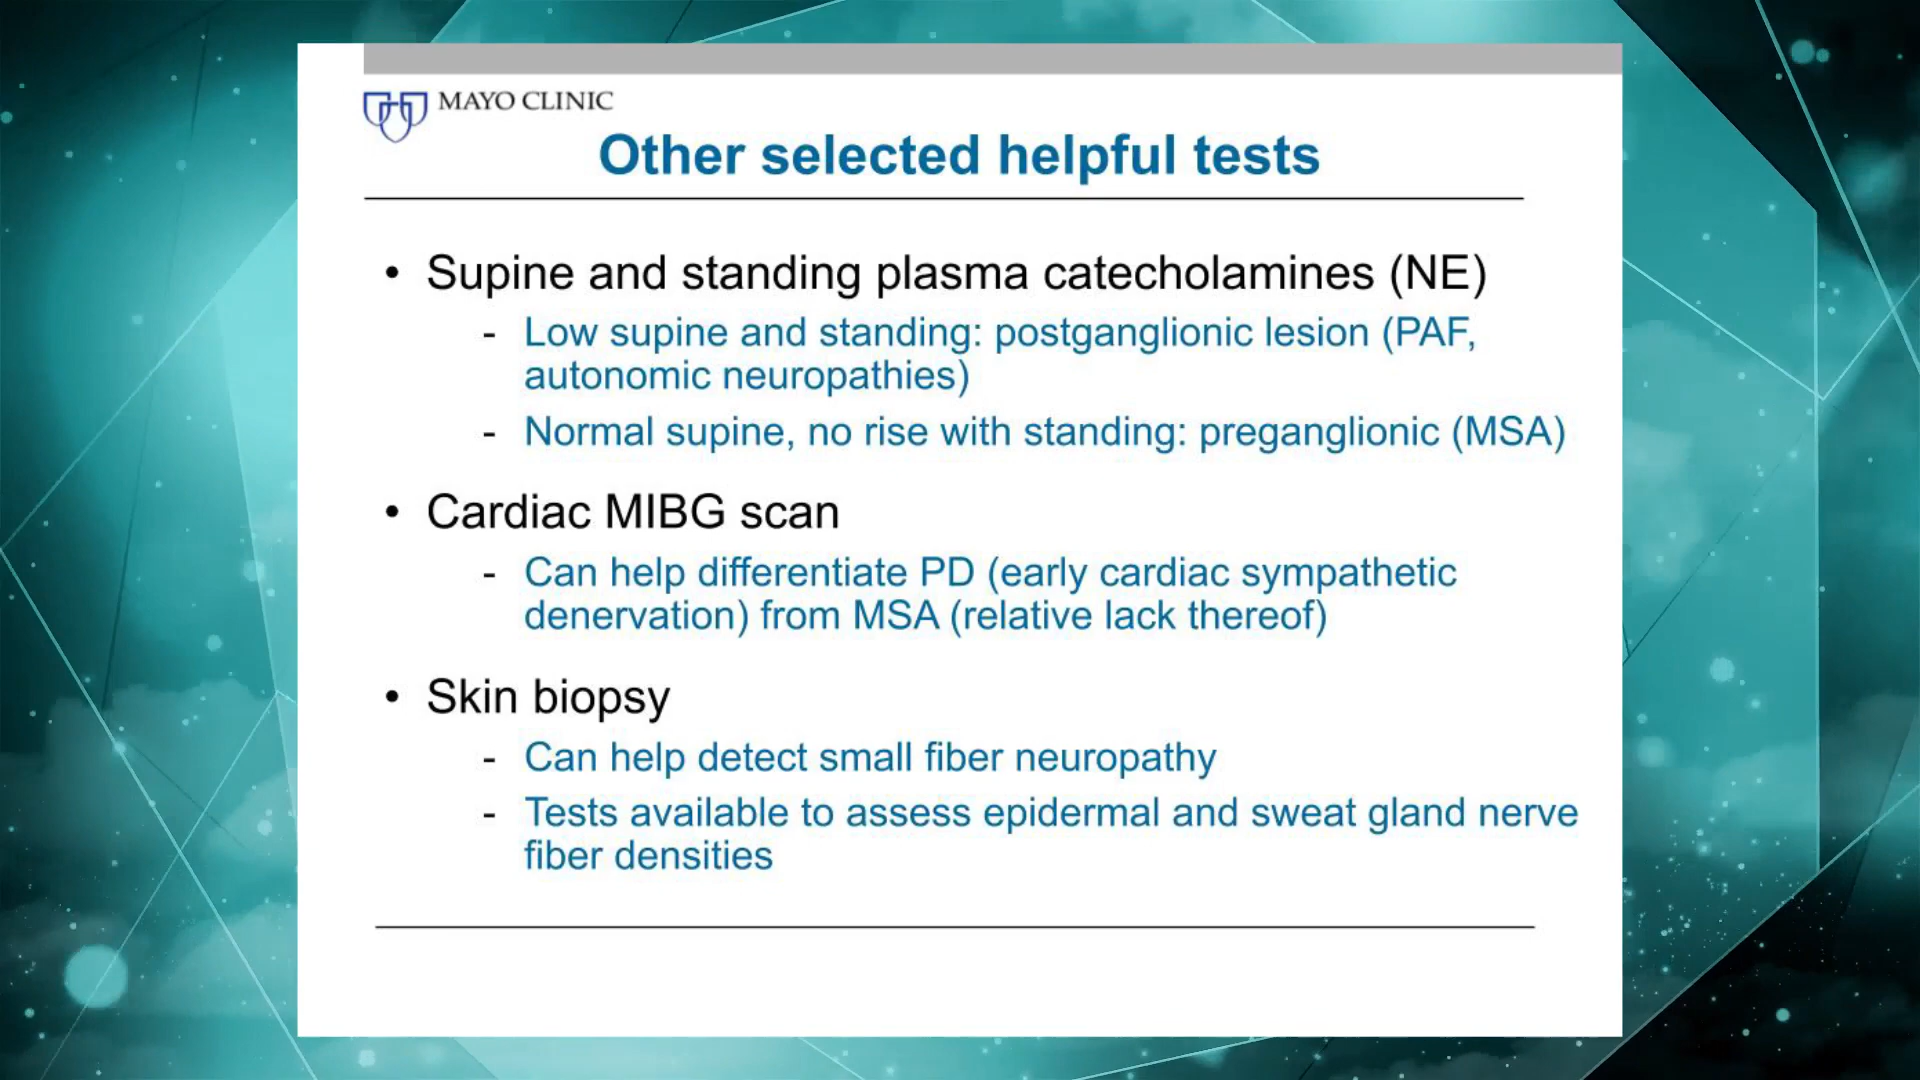 MAYO CLINIC
Other selected helpful tests
• Supine and standing plasma catecholamines (NE)
- Low supine and standing: postganglionic lesion (PAF,
autonomic neuropathies)
- Normal supine, no rise with standing: preganglionic (MSA)
• Cardiac MIBG scan
- Can help differentiate PD (early cardiac sympathetic
denervation) from MSA (relative lack thereof)
• Skin biopsy
- Can help detect small fiber neuropathy
- Tests available to assess epidermal and sweat gland nerve
fiber densities